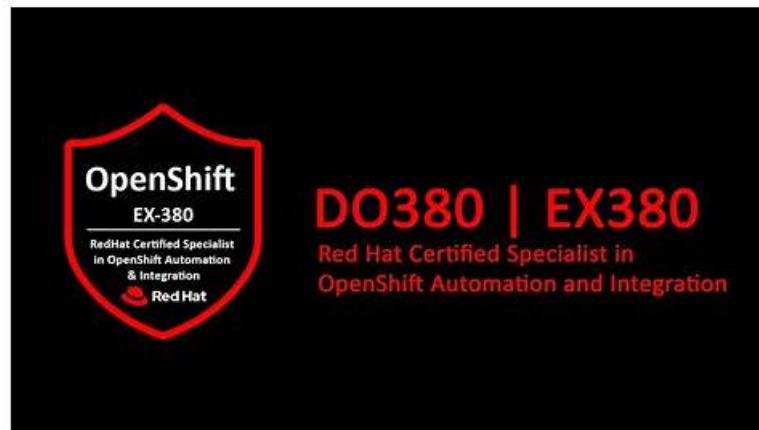 OpenShift
EX-380
RedHat Certified Specialist
in OpenShift Automation
& Integration
Red Hat
DO380 | EX380
Red Hat Certified Specialist in
OpenShift Automation and Integration